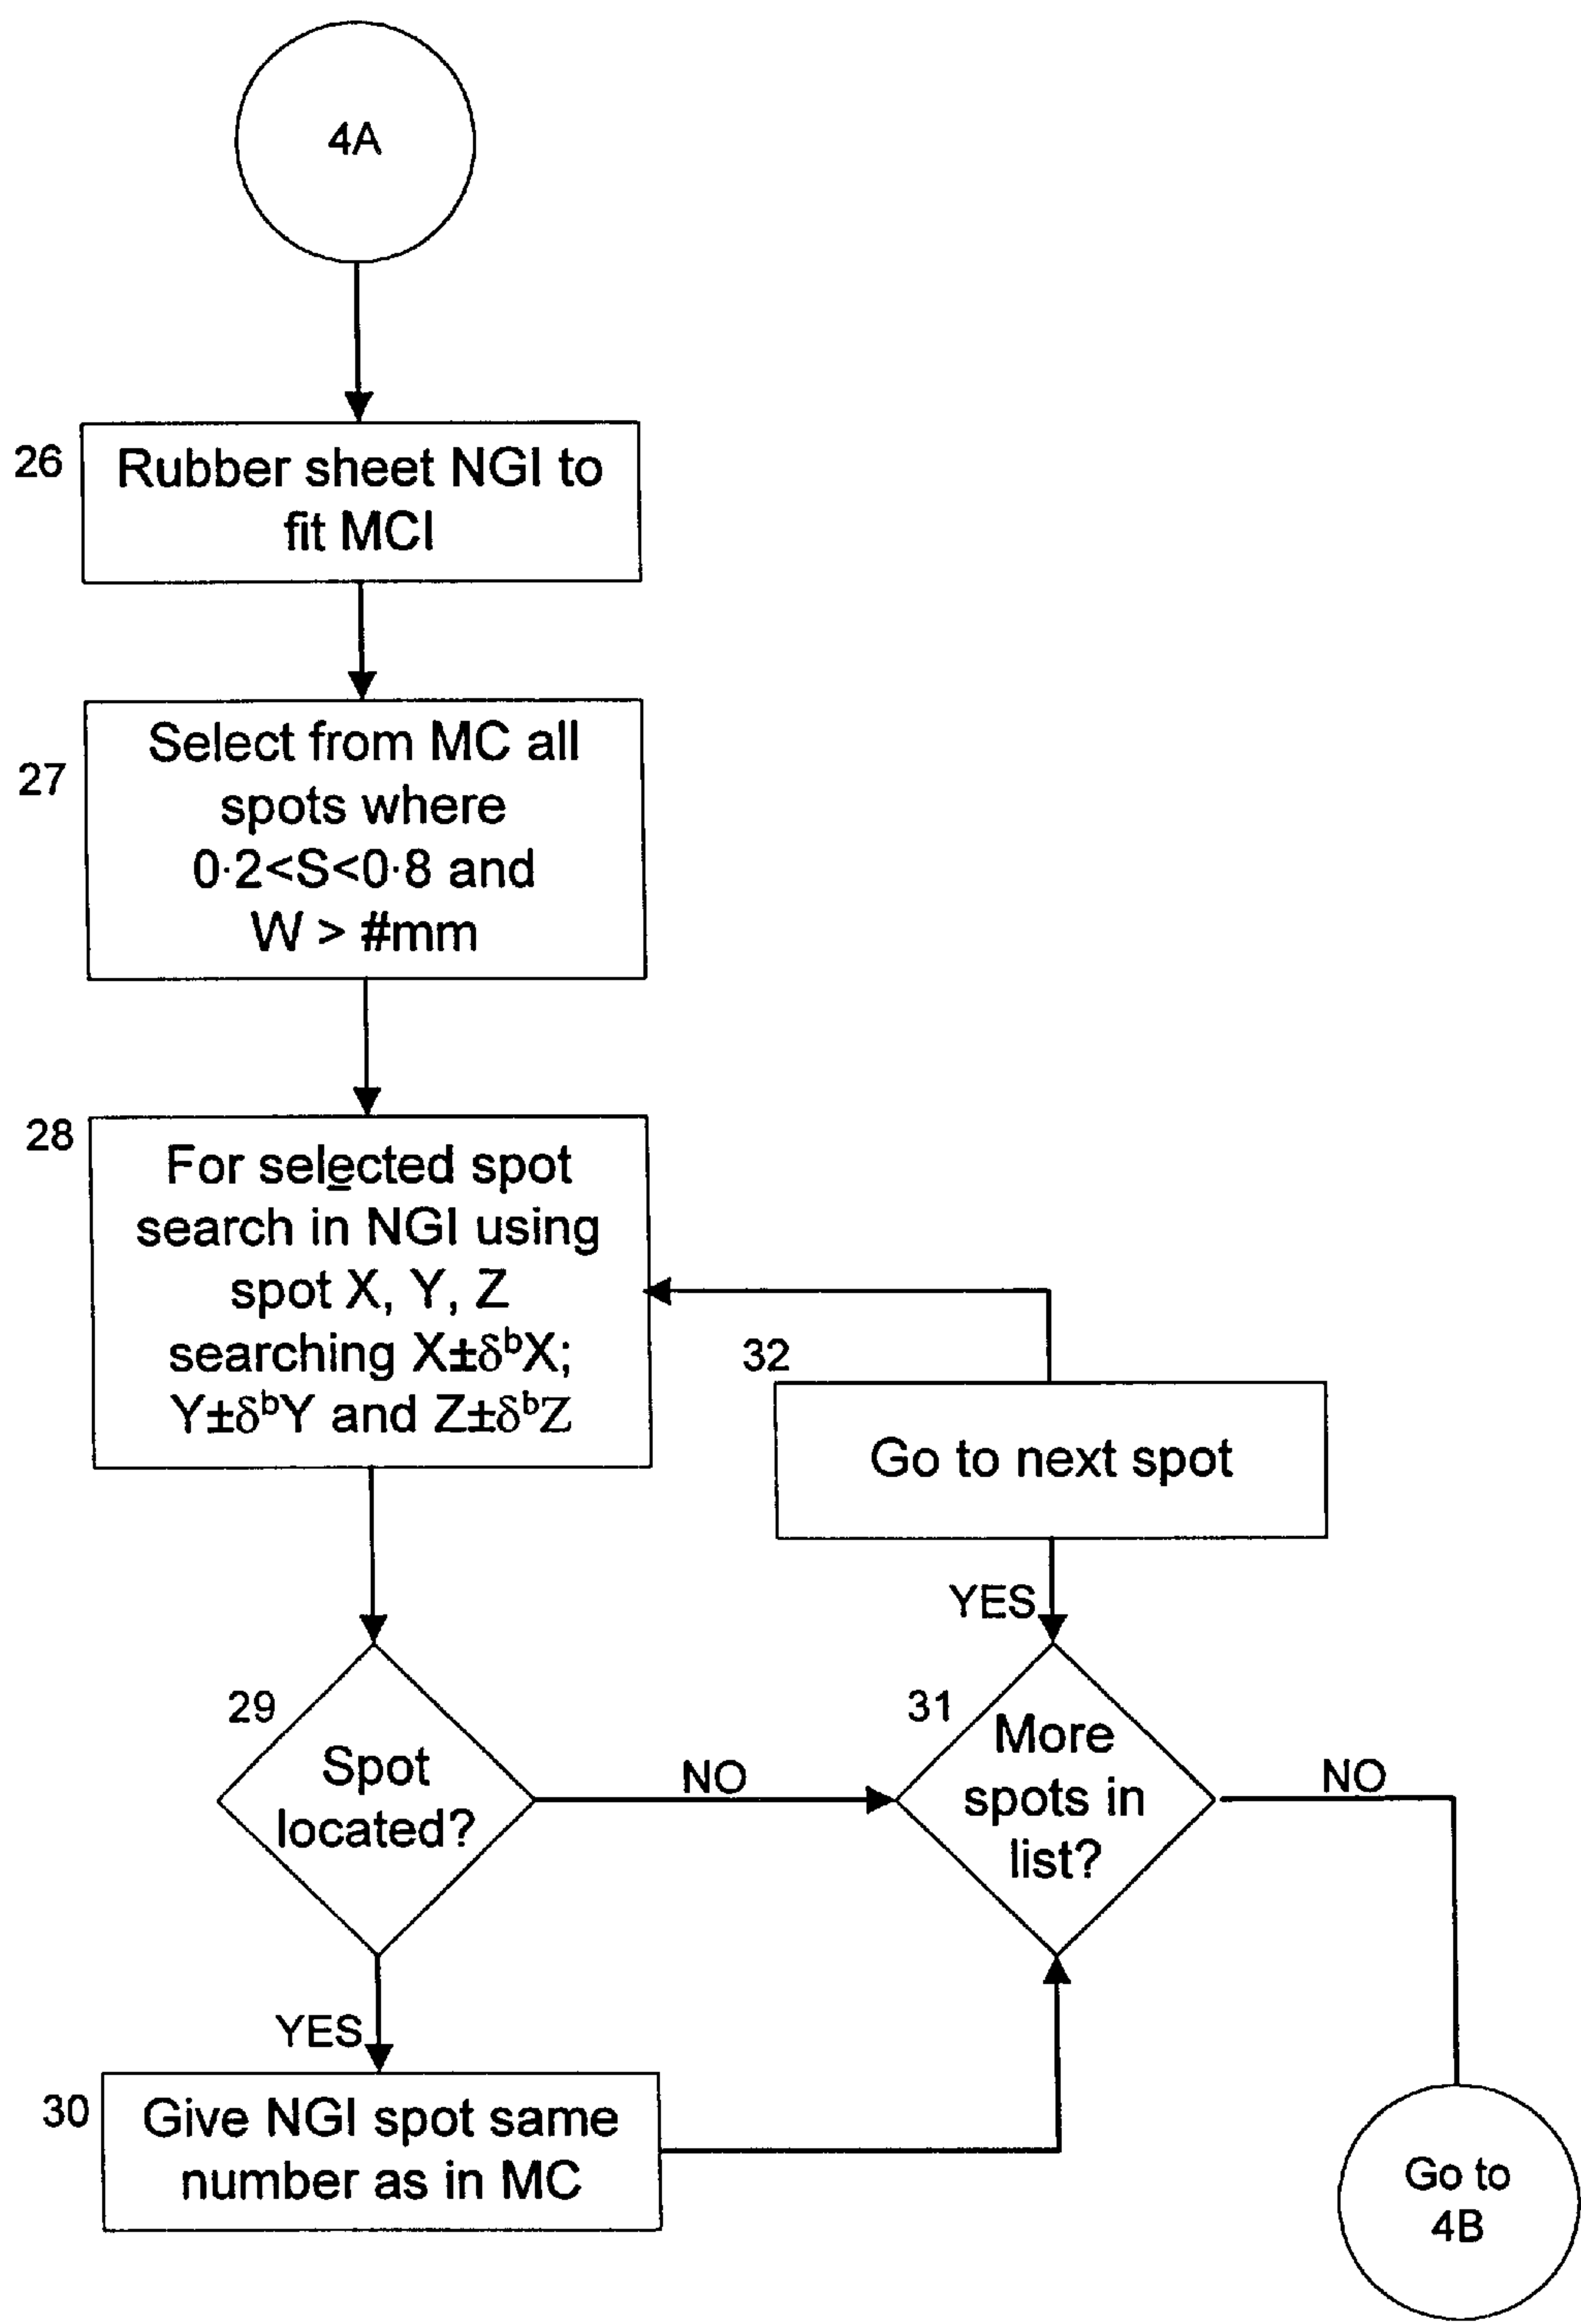 4A
26
Rubber sheet NGI to
fit MCI
27
Select from MC all
spots where
0·2<S<0·8 and
W > #mm
28
For selected spot
search in NGI using
spot X, Y, Z
searching X±δᵇX;
Y±δᵇY and Z±δᵇZ
32
Go to next spot
YES
29
Spot
located?
NO
31
More
spots in
list?
NO
YES
30
Give NGI spot same
number as in MC
Go to
4B